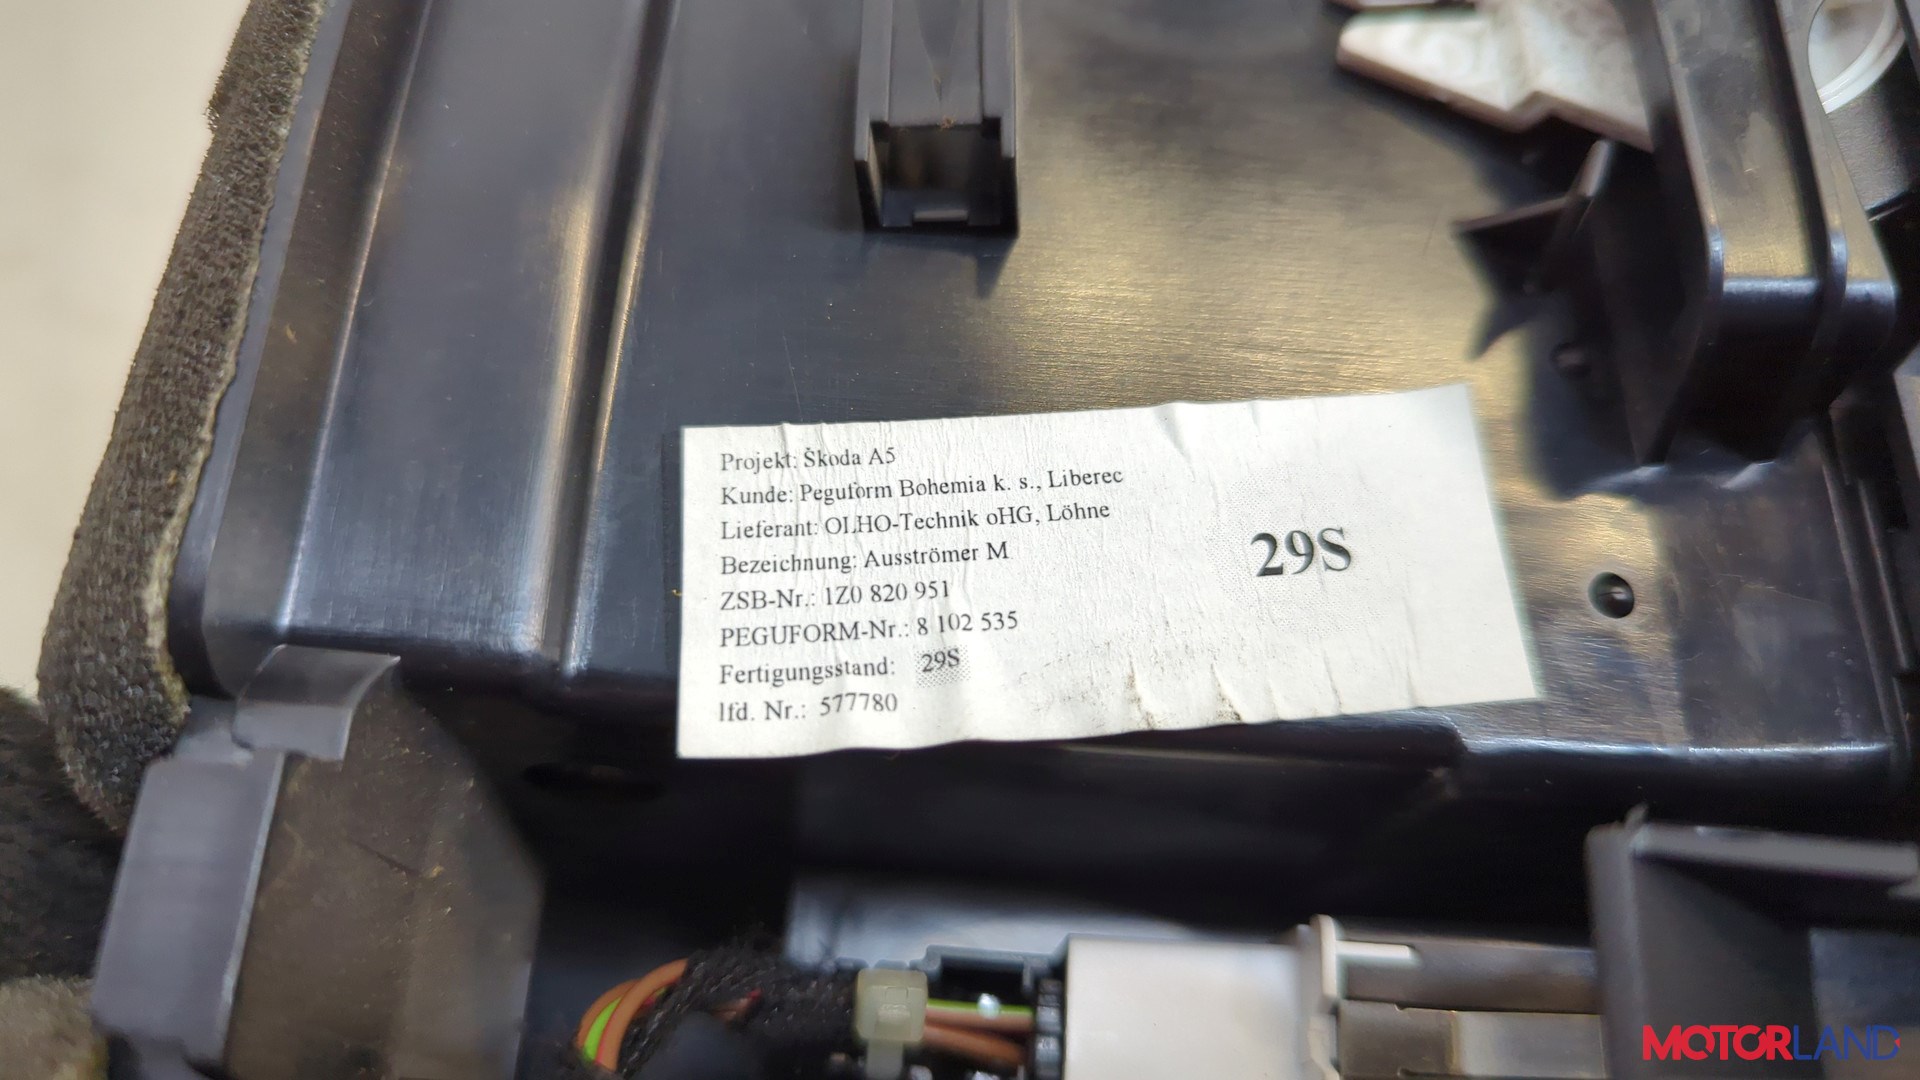 Projekt: Škoda A5
Kunde: Peguform Bohemia k. s., Liberec
Lieferant: OLHO-Technik oHG, Löhne
Bezeichnung: Ausströmer M
ZSB-Nr.: 1Z0 820 951
PEGUFORM-Nr.: 8 102 535
Fertigungsstand: 29S
lfd. Nr.: 577780
29S
MOTORLAND